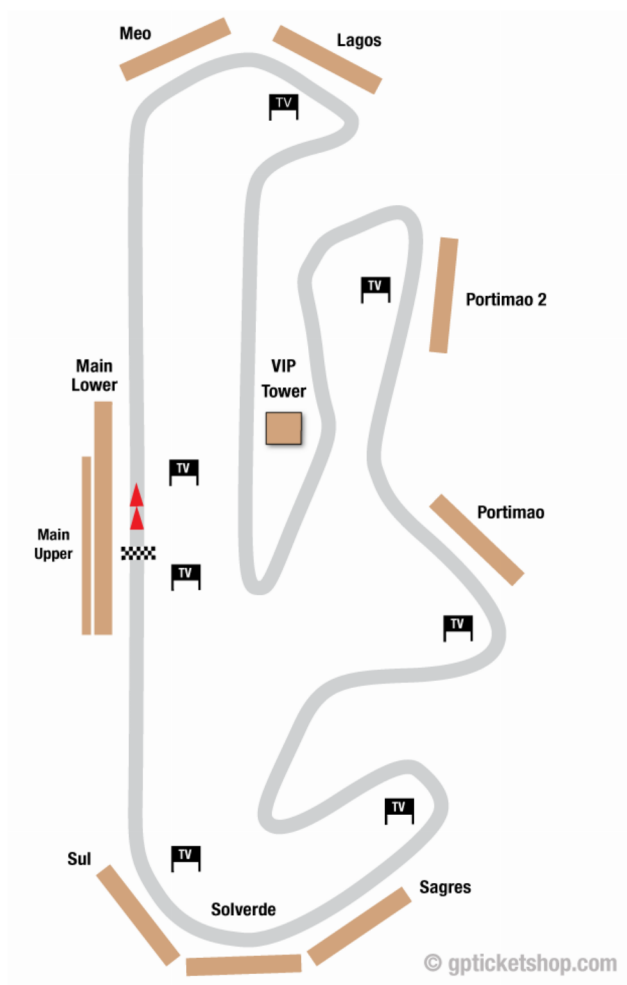 Meo
Lagos
TV
TV
Portimao 2
Main
Lower
VIP
Tower
TV
Main
Upper
Portimao
TV
TV
TV
Sul
TV
Sagres
Solverde
© gpticketshop.com